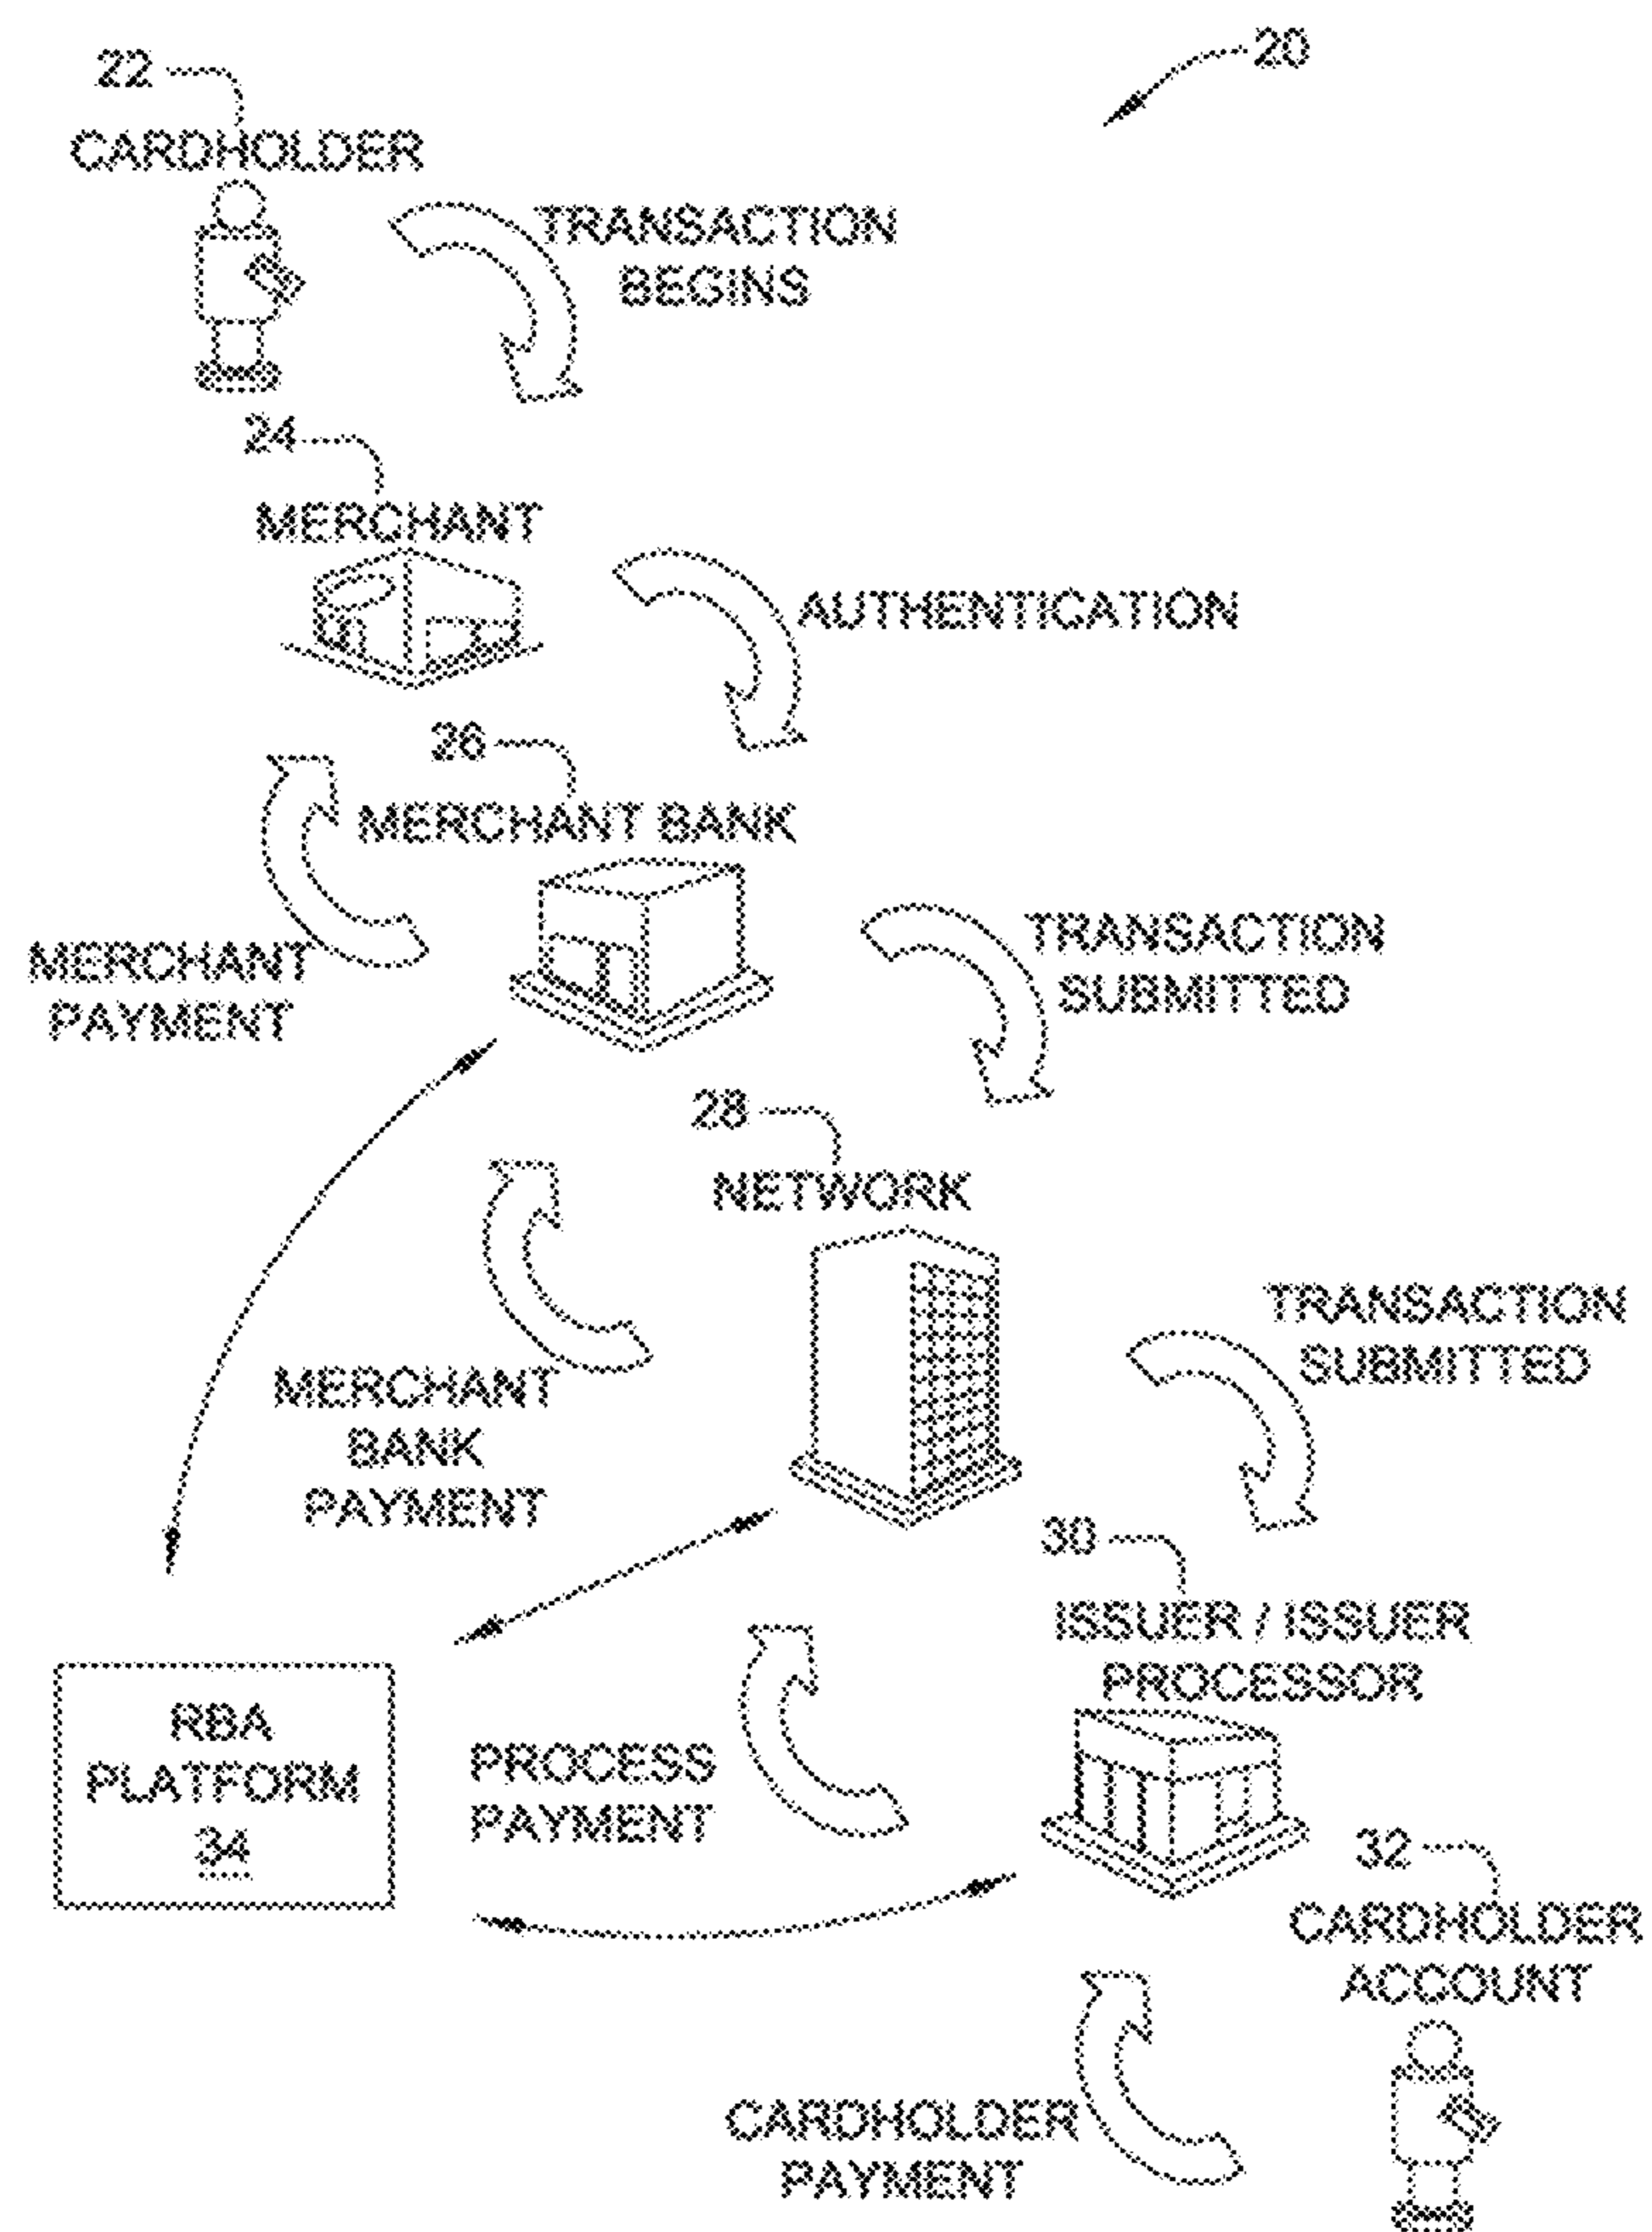 20
22
CARDHOLDER
TRANSACTION
BEGINS
24
MERCHANT
AUTHENTICATION
26
MERCHANT BANK
MERCHANT
PAYMENT
TRANSACTION
SUBMITTED
28
NETWORK
TRANSACTION
SUBMITTED
MERCHANT
BANK
PAYMENT
30
ISSUER / ISSUER
PROCESSOR
RBA
PLATFORM
34
PROCESS
PAYMENT
32
CARDHOLDER
ACCOUNT
CARDHOLDER
PAYMENT